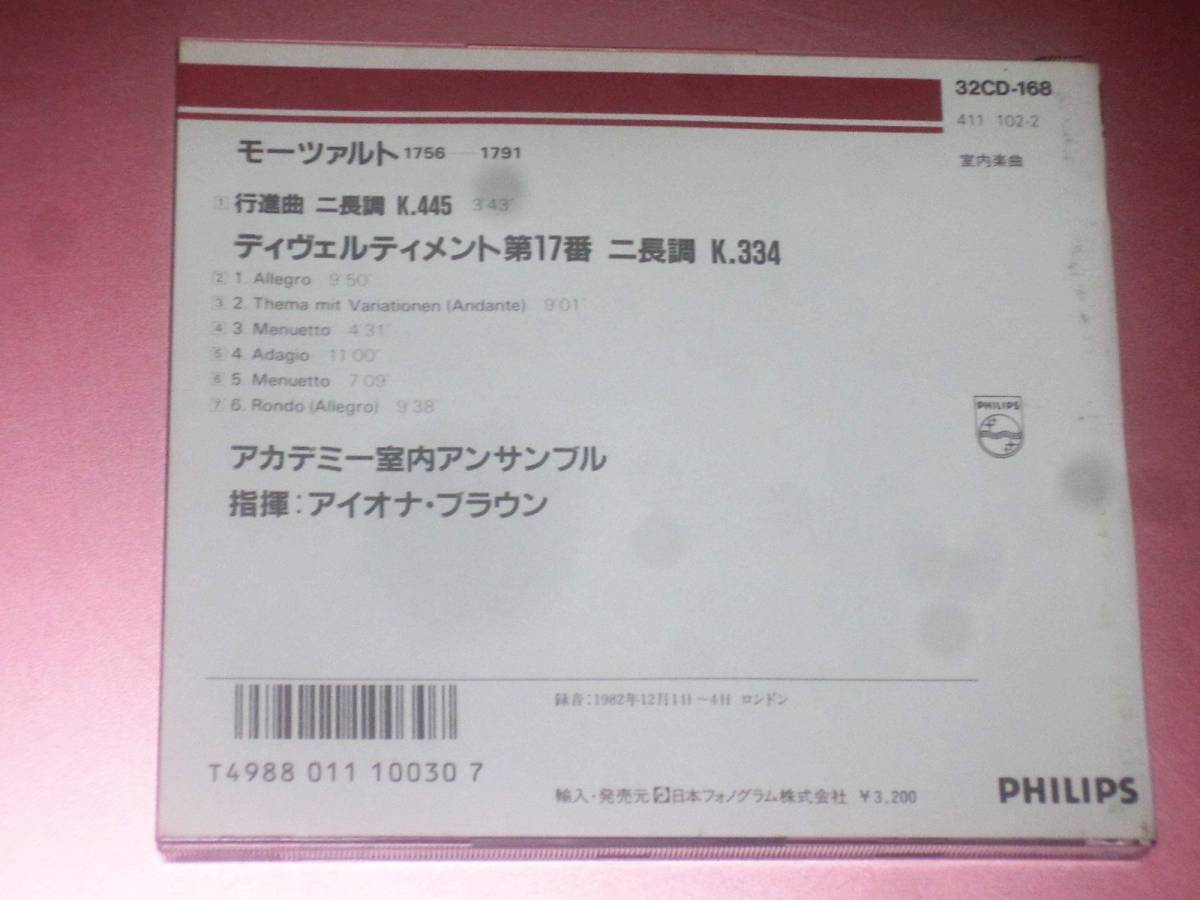 32CD-168
411 102-2
室内楽曲
モーツァルト 1756 — 1791
1 行進曲 ニ長調 K.445 3'43"
ディヴェルティメント第17番 ニ長調 K.334
2 1. Allegro 9'50"
3 2. Thema mit Variationen (Andante) 9'01"
4 3. Menuetto 4'31"
5 4. Adagio 11'00"
6 5. Menuetto 7'09"
7 6. Rondo (Allegro) 9'38
PHILIPS
アカデミー室内アンサンブル
指揮:アイオナ・ブラウン
録音:1982年12月1日~4日 ロンドン
T4988 011 10030 7
輸入・発売元 日本フォノグラム株式会社 ¥3,200
PHILIPS